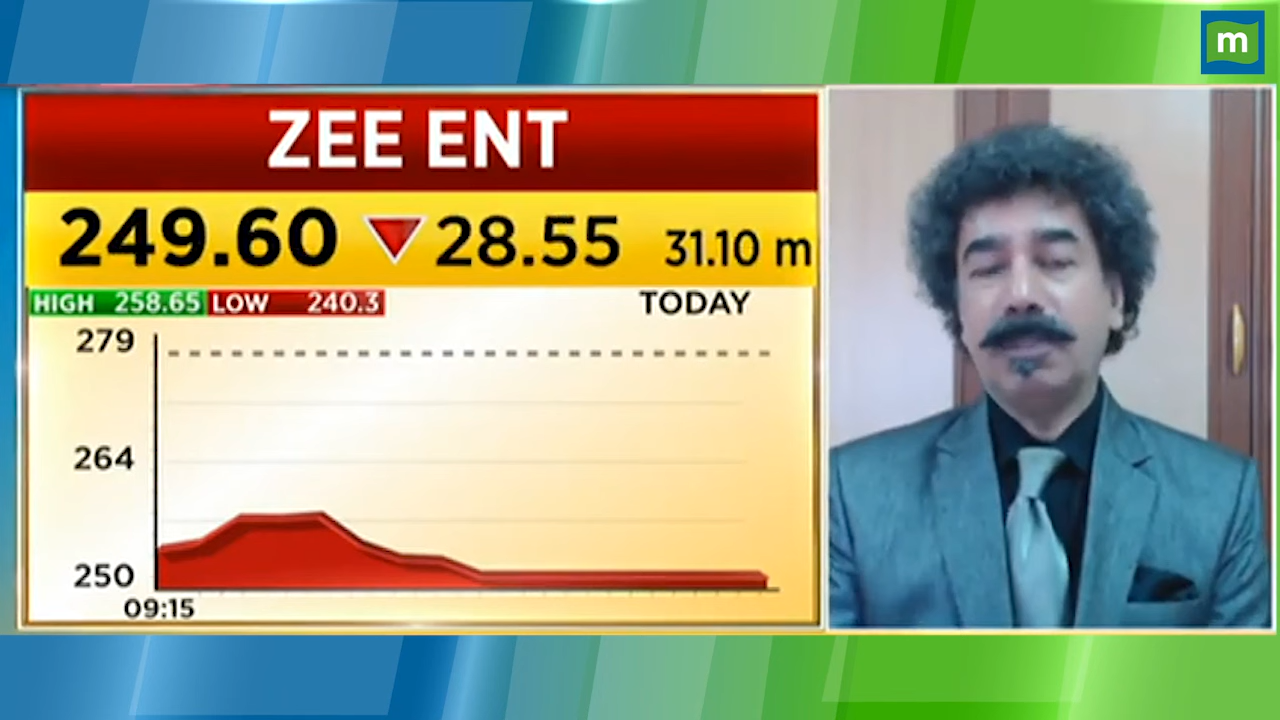 m
ZEE ENT
249.60 ▼ 28.55 31.10 m
HIGH 258.65 LOW 240.3 TODAY
279
264
250
09:15